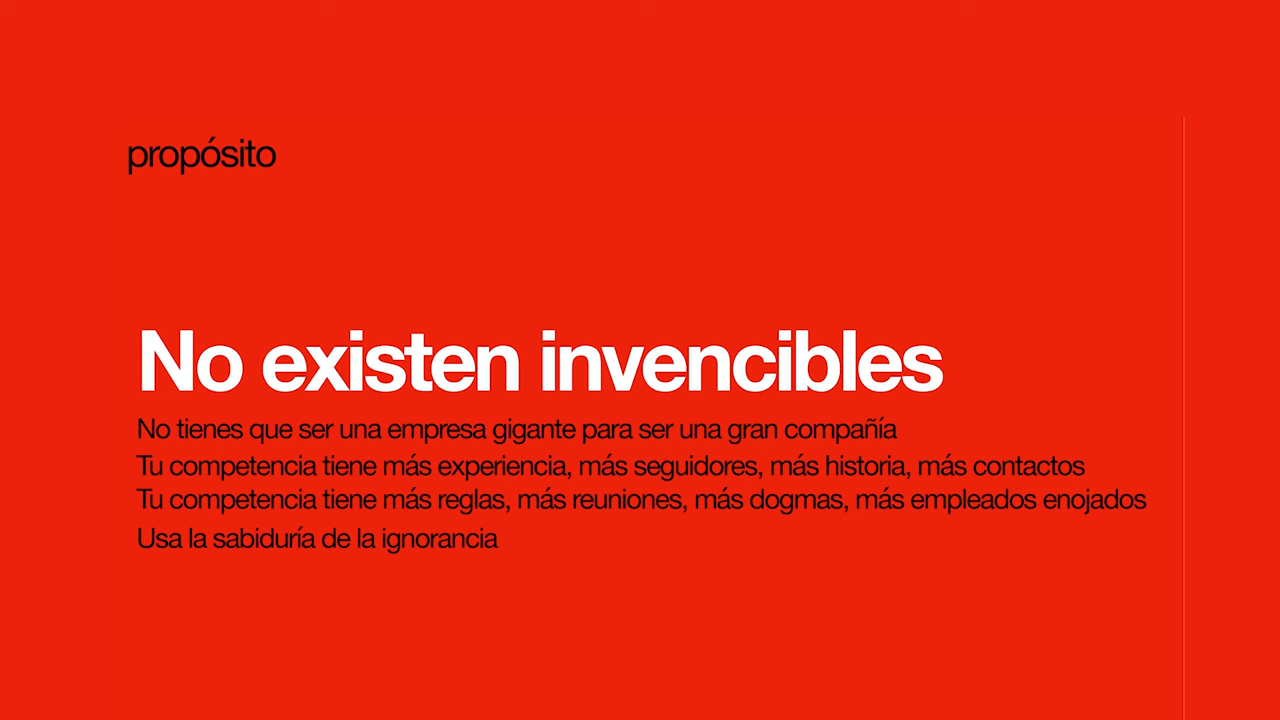 propósito
No existen invencibles
No tienes que ser una empresa gigante para ser una gran compañía
Tu competencia tiene más experiencia, más seguidores, más historia, más contactos
Tu competencia tiene más reglas, más reuniones, más dogmas, más empleados enojados
Usa la sabiduría de la ignorancia